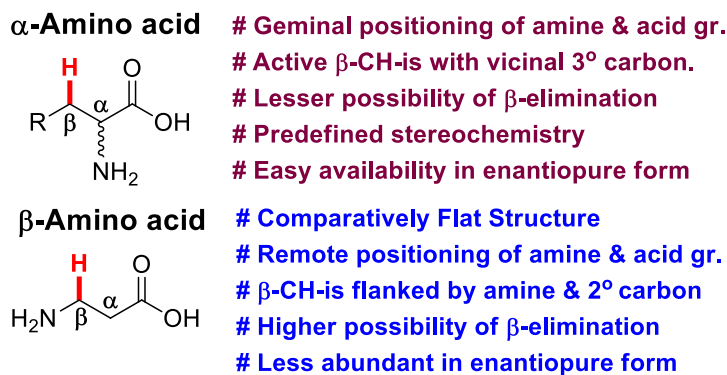 α-Amino acid
# Geminal positioning of amine & acid gr.
# Active β-CH-is with vicinal 3º carbon.
# Lesser possibility of β-elimination
# Predefined stereochemistry
# Easy availability in enantiopure form
H
O
α
R
β
OH
NH2
β-Amino acid
# Comparatively Flat Structure
# Remote positioning of amine & acid gr.
# β-CH-is flanked by amine & 2º carbon
# Higher possibility of β-elimination
# Less abundant in enantiopure form
H
O
α
H2N
β
OH